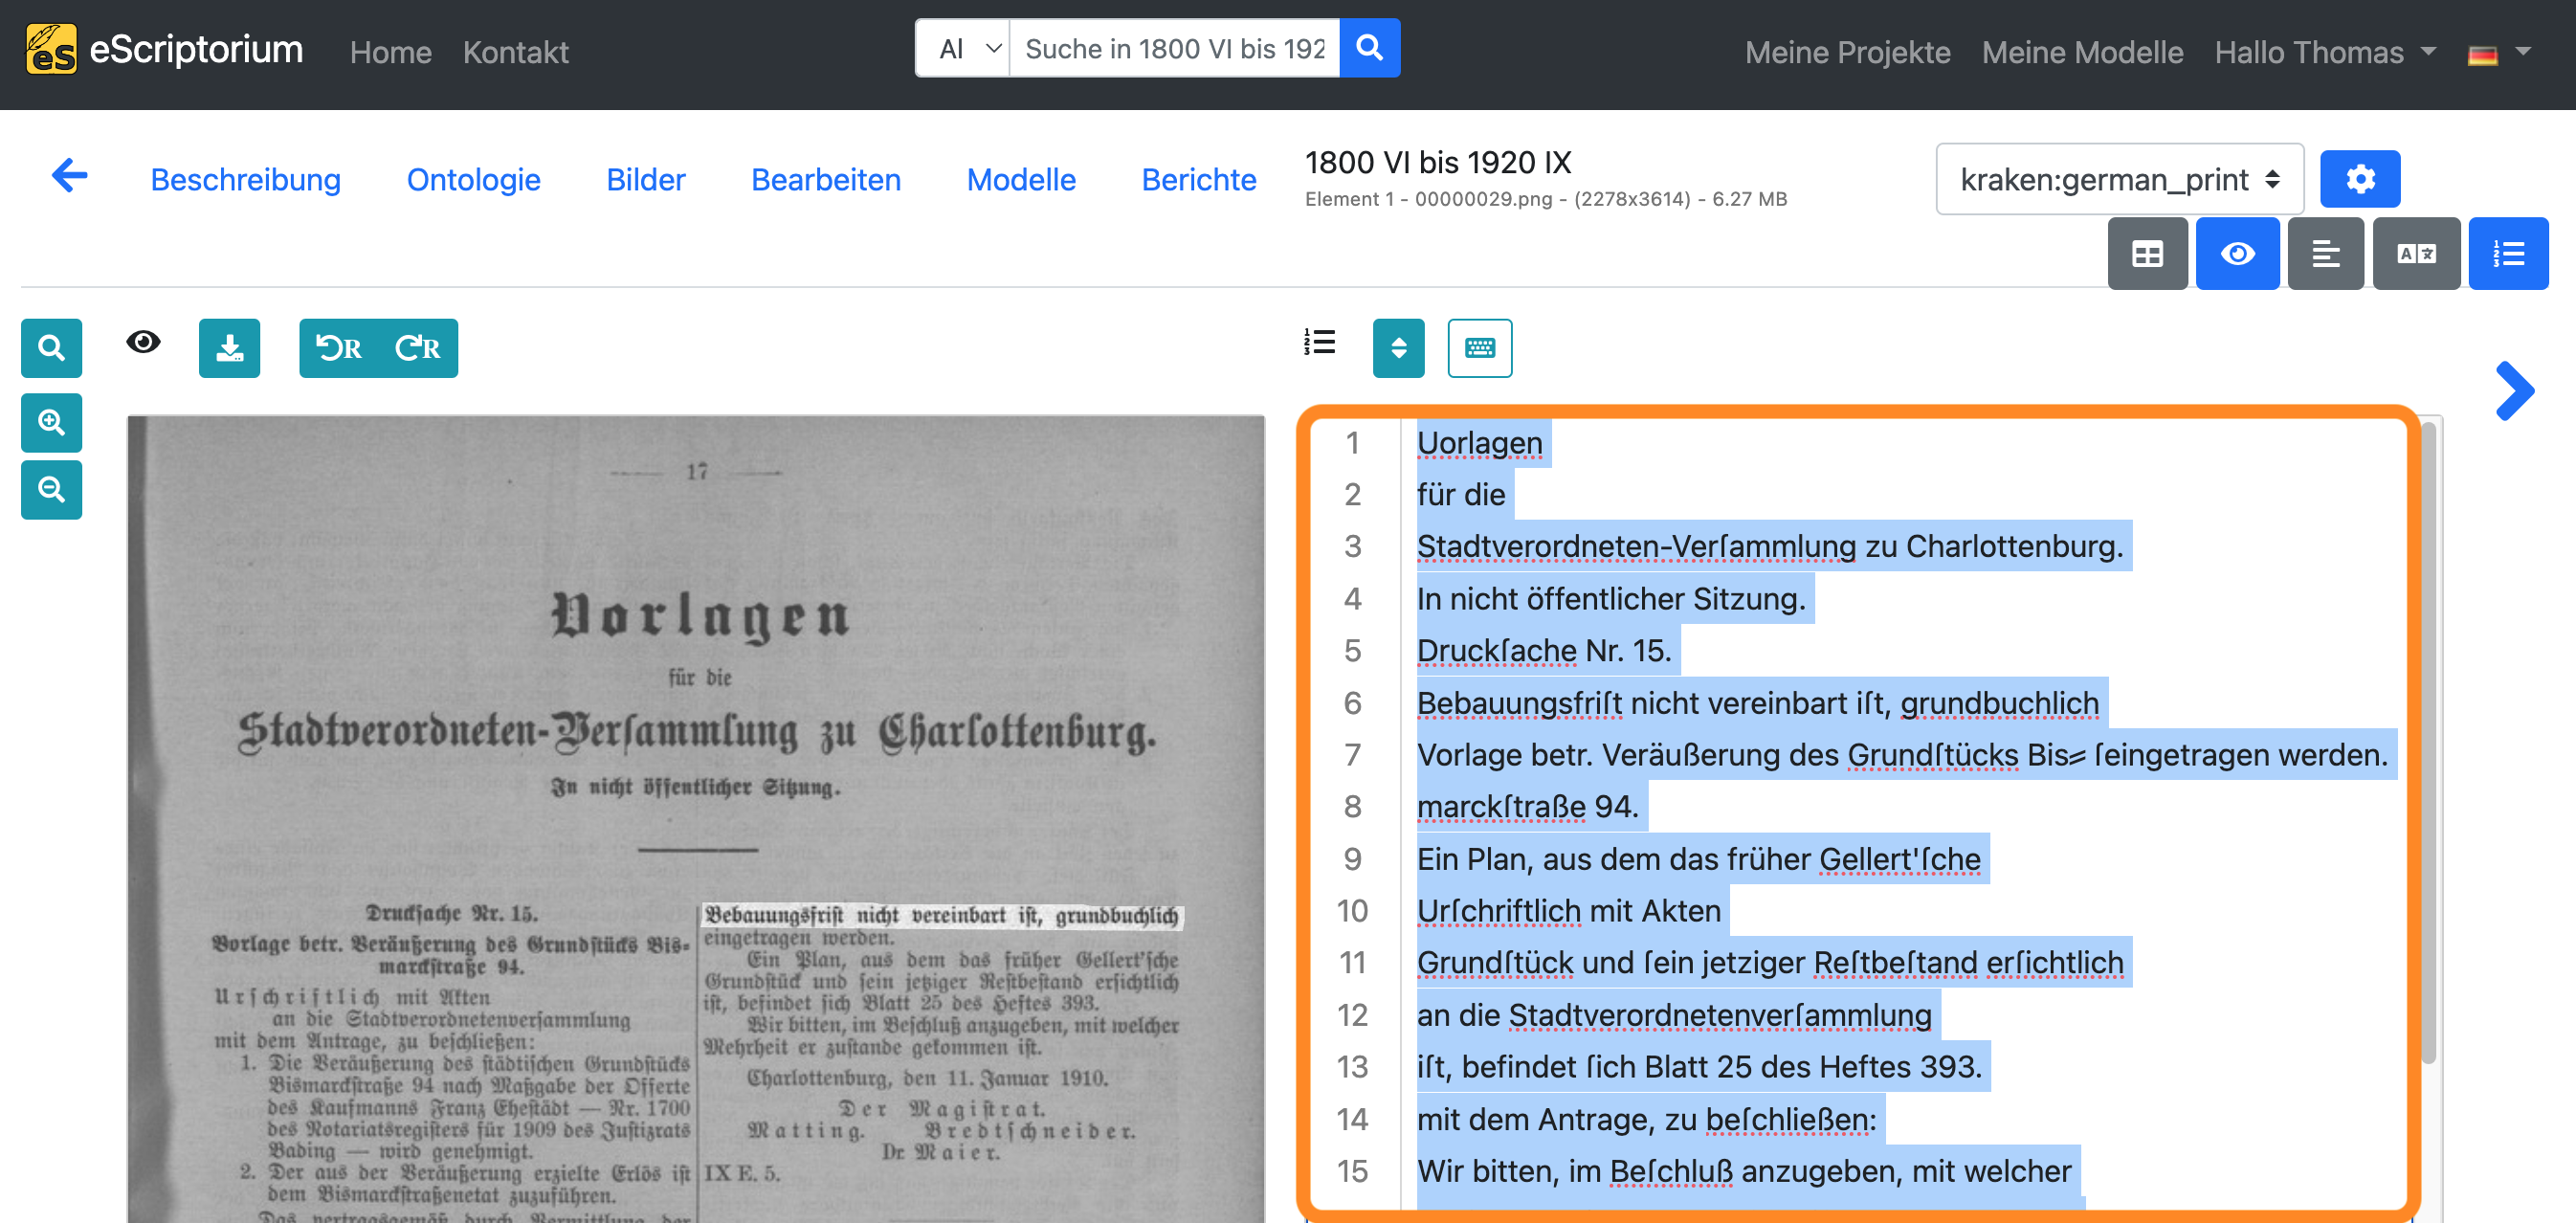 eScriptorium
Home
Kontakt
Al
Suche in 1800 VI bis 192
Meine Projekte
Meine Modelle
Hallo Thomas
Beschreibung
Ontologie
Bilder
Bearbeiten
Modelle
Berichte
1800 VI bis 1920 IX
Element 1 - 00000029.png - (2278x3614) - 6.27 MB
kraken:german_print
R
R
— 17 —
Vorlagen
für die
Stadtverordneten-Verſammlung zu Charlottenburg.
In nicht öffentlicher Sitzung.
Druckſache Nr. 15.
Vorlage betr. Veräußerung des Grundſtücks Bis-
marckſtraße 94.
Urſchriftlich mit Akten
an die Stadtverordnetenverſammlung
mit dem Antrage, zu beſchließen:
1. Die Veräußerung des ſtädtiſchen Grundſtücks
Bismarckſtraße 94 nach Maßgabe der Offerte
des Kaufmanns Franz Eheſtädt — Nr. 1700
des Notariatsregiſters für 1909 des Juſtizrats
Bading — wird genehmigt.
2. Der aus der Veräußerung erzielte Erlös iſt
dem Bismarckſtraßenetat zuzuführen.
Das vertragsgemäß durch Vermittlung der
Bebauungsfriſt nicht vereinbart iſt, grundbuchlich
eingetragen werden.
Ein Plan, aus dem das früher Gellert'ſche
Grundſtück und ſein jetziger Reſtbeſtand erſichtlich
iſt, befindet ſich Blatt 25 des Heftes 393.
Wir bitten, im Beſchluß anzugeben, mit welcher
Mehrheit er zuſtande gekommen iſt.
Charlottenburg, den 11. Januar 1910.
Der Magiſtrat.
Matting. Bredtſchneider.
Dr. Maier.
IX E. 5.
1 Uorlagen
2 für die
3 Stadtverordneten-Verſammlung zu Charlottenburg.
4 In nicht öffentlicher Sitzung.
5 Druckſache Nr. 15.
6 Bebauungsfriſt nicht vereinbart iſt, grundbuchlich
7 Vorlage betr. Veräußerung des Grundſtücks Bis⸗ ſeingetragen werden.
8 marckſtraße 94.
9 Ein Plan, aus dem das früher Gellert'ſche
10 Urſchriftlich mit Akten
11 Grundſtück und ſein jetziger Reſtbeſtand erſichtlich
12 an die Stadtverordnetenverſammlung
13 iſt, befindet ſich Blatt 25 des Heftes 393.
14 mit dem Antrage, zu beſchließen:
15 Wir bitten, im Beſchluß anzugeben, mit welcher